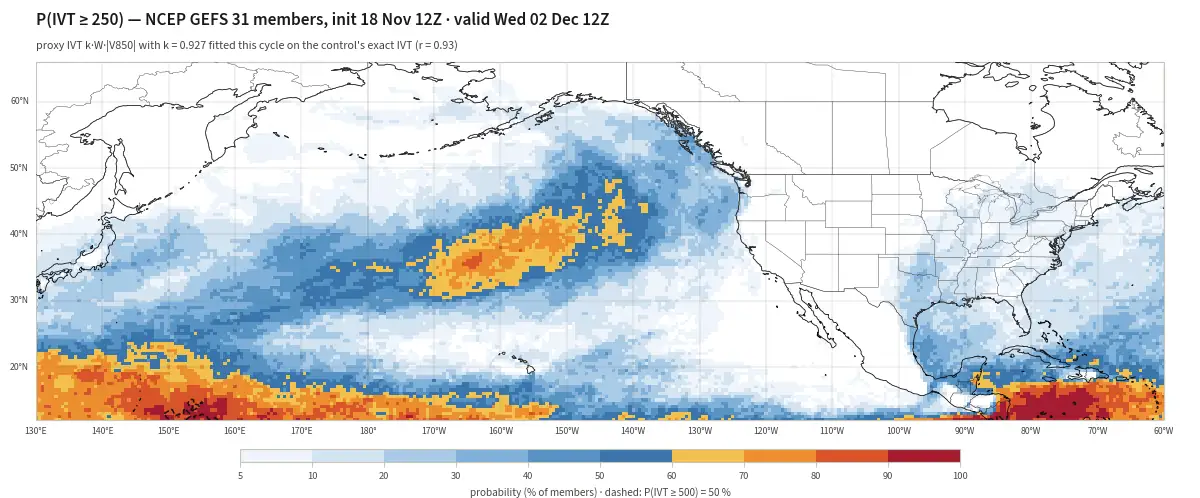 P(IVT ≥ 250) — NCEP GEFS 31 members, init 18 Nov 12Z · valid Wed 02 Dec 12Z
proxy IVT k·W·|V850| with k = 0.927 fitted this cycle on the control's exact IVT (r = 0.93)
60°N
50°N
40°N
30°N
20°N
130°E 140°E 150°E 160°E 170°E 180° 170°W 160°W 150°W 140°W 130°W 120°W 110°W 100°W 90°W 80°W 70°W 60°W
5 10 20 30 40 50 60 70 80 90 100
probability (% of members) · dashed: P(IVT ≥ 500) = 50 %